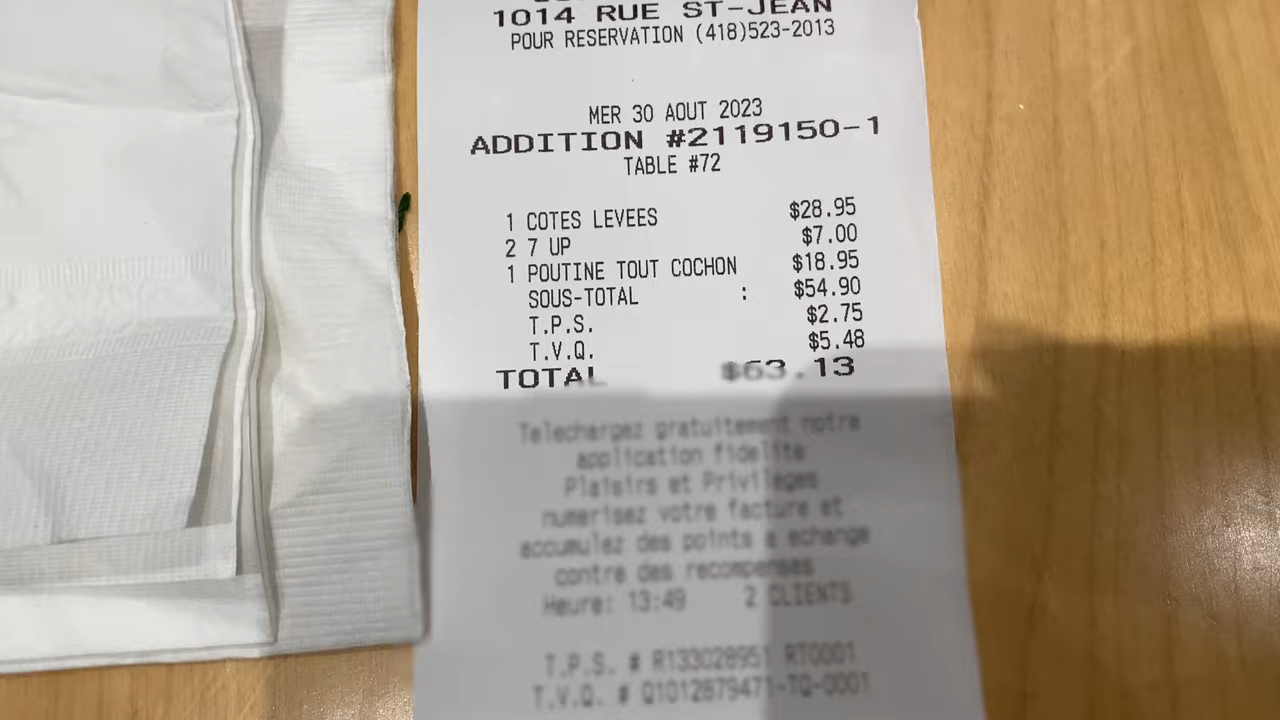 1014 RUE ST-JEAN
POUR RESERVATION (418)523-2013
MER 30 AOUT 2023
ADDITION #2119150-1
TABLE #72
1 COTES LEVEES $28.95
2 7 UP $7.00
1 POUTINE TOUT COCHON $18.95
SOUS-TOTAL : $54.90
T.P.S. $2.75
T.V.Q. $5.48
TOTAL $63.13
Telechargez gratuitement notre
application fidelite
Plaisirs et Privileges
numerisez votre facture et
accumulez des points a echange
contre des recompenses
Heure: 13:49 2 CLIENTS
T.P.S. # R133028951 RT0001
T.V.Q. # Q1012879471-TQ-0001